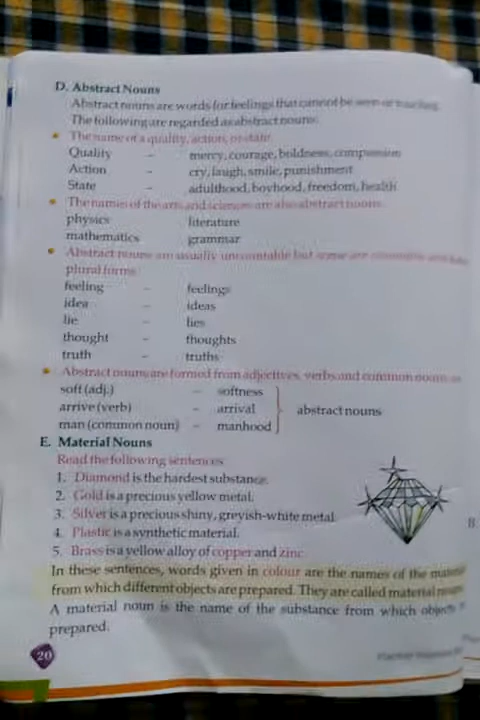 D. Abstract Nouns
Abstract nouns are words for feelings that cannot be seen or touched.
The following are regarded as abstract nouns:
• The name of a quality, action, or state
Quality – mercy, courage, boldness, compassion
Action – cry, laugh, smile, punishment
State – adulthood, boyhood, freedom, health
• The names of the arts and sciences are also abstract nouns.
physics literature
mathematics grammar
• Abstract nouns are usually uncountable but some are countable and have
plural forms.
feeling – feelings
idea – ideas
lie – lies
thought – thoughts
truth – truths
• Abstract nouns are formed from adjectives, verbs and common nouns, as
soft (adj.) – softness
arrive (verb) – arrival abstract nouns
man (common noun) – manhood
E. Material Nouns
Read the following sentences
1. Diamond is the hardest substance.
2. Gold is a precious yellow metal.
3. Silver is a precious shiny, greyish-white metal.
4. Plastic is a synthetic material.
5. Brass is a yellow alloy of copper and zinc.
In these sentences, words given in colour are the names of the
from which different objects are prepared. They are called material
A material noun is the name of the substance from which objects
prepared.
20